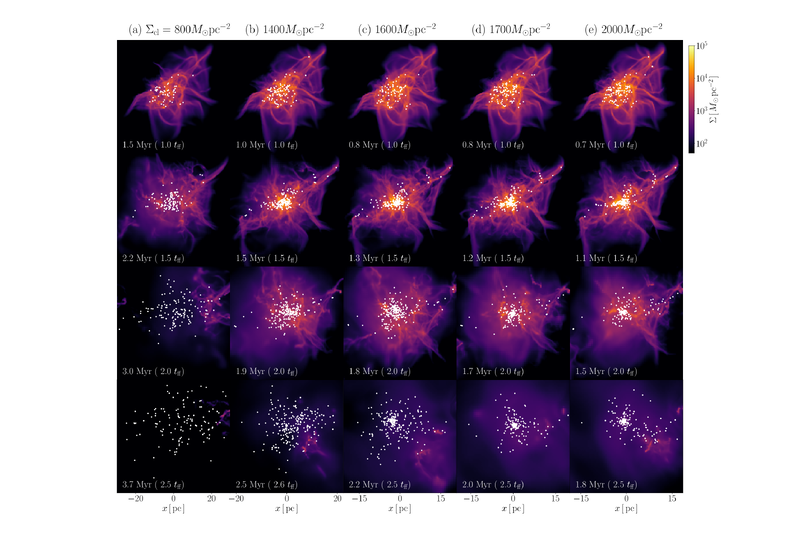 (a) Σcl = 800M⊙pc−2 (b) 1400M⊙pc−2 (c) 1600M⊙pc−2 (d) 1700M⊙pc−2 (e) 2000M⊙pc−2
10^5
10^4
10^3
10^2
Σ [M⊙pc−2]
1.5 Myr ( 1.0 tff) 1.0 Myr ( 1.0 tff) 0.8 Myr ( 1.0 tff) 0.8 Myr ( 1.0 tff) 0.7 Myr ( 1.0 tff)
2.2 Myr ( 1.5 tff) 1.5 Myr ( 1.5 tff) 1.3 Myr ( 1.5 tff) 1.2 Myr ( 1.5 tff) 1.1 Myr ( 1.5 tff)
3.0 Myr ( 2.0 tff) 1.9 Myr ( 2.0 tff) 1.8 Myr ( 2.0 tff) 1.7 Myr ( 2.0 tff) 1.5 Myr ( 2.0 tff)
3.7 Myr ( 2.5 tff) 2.5 Myr ( 2.6 tff) 2.2 Myr ( 2.5 tff) 2.0 Myr ( 2.5 tff) 1.8 Myr ( 2.5 tff)
−20 0 20 −20 0 20 −15 0 15 −15 0 15 −15 0 15
x [pc] x [pc] x [pc] x [pc] x [pc]